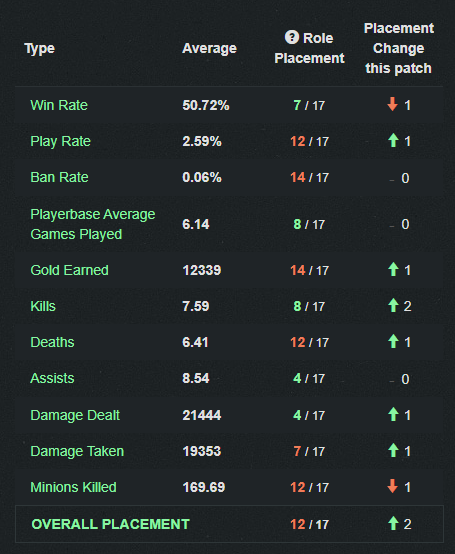 Type Average Role Placement Placement Change this patch
Win Rate 50.72% 7 / 17 1
Play Rate 2.59% 12 / 17 1
Ban Rate 0.06% 14 / 17 - 0
Playerbase Average Games Played 6.14 8 / 17 - 0
Gold Earned 12339 14 / 17 1
Kills 7.59 8 / 17 2
Deaths 6.41 12 / 17 1
Assists 8.54 4 / 17 - 0
Damage Dealt 21444 4 / 17 1
Damage Taken 19353 7 / 17 1
Minions Killed 169.69 12 / 17 1
OVERALL PLACEMENT 12 / 17 2